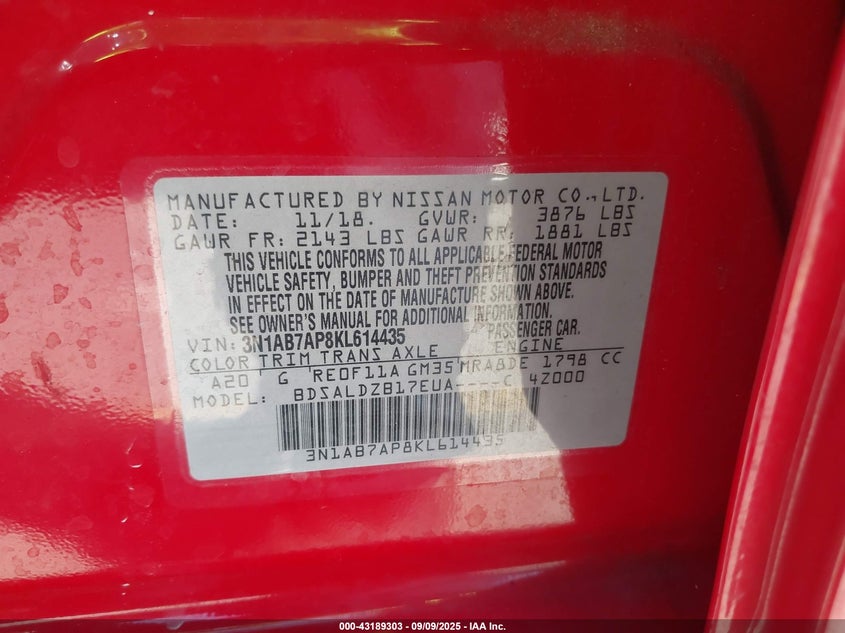 MANUFACTURED BY NISSAN MOTOR CO.,LTD.
DATE: 11/18. GVWR: 3876 LBS
GAWR FR: 2143 LBS GAWR RR: 1881 LBS
THIS VEHICLE CONFORMS TO ALL APPLICABLE FEDERAL MOTOR
VEHICLE SAFETY, BUMPER AND THEFT PREVENTION STANDARDS
IN EFFECT ON THE DATE OF MANUFACTURE SHOWN ABOVE.
SEE OWNER'S MANUAL FOR ADDITIONAL INFORMATION.
VIN: 3N1AB7AP8KL614435 PASSENGER CAR.
COLOR TRIM TRANS AXLE ENGINE
A20 G RE0F11A GM35 MRA8DE 1798 CC
MODEL: BDSALDZB17EUA----C 4Z000
3N1AB7AP8KL614435
000-43189303 - 09/09/2025 - IAA Inc.